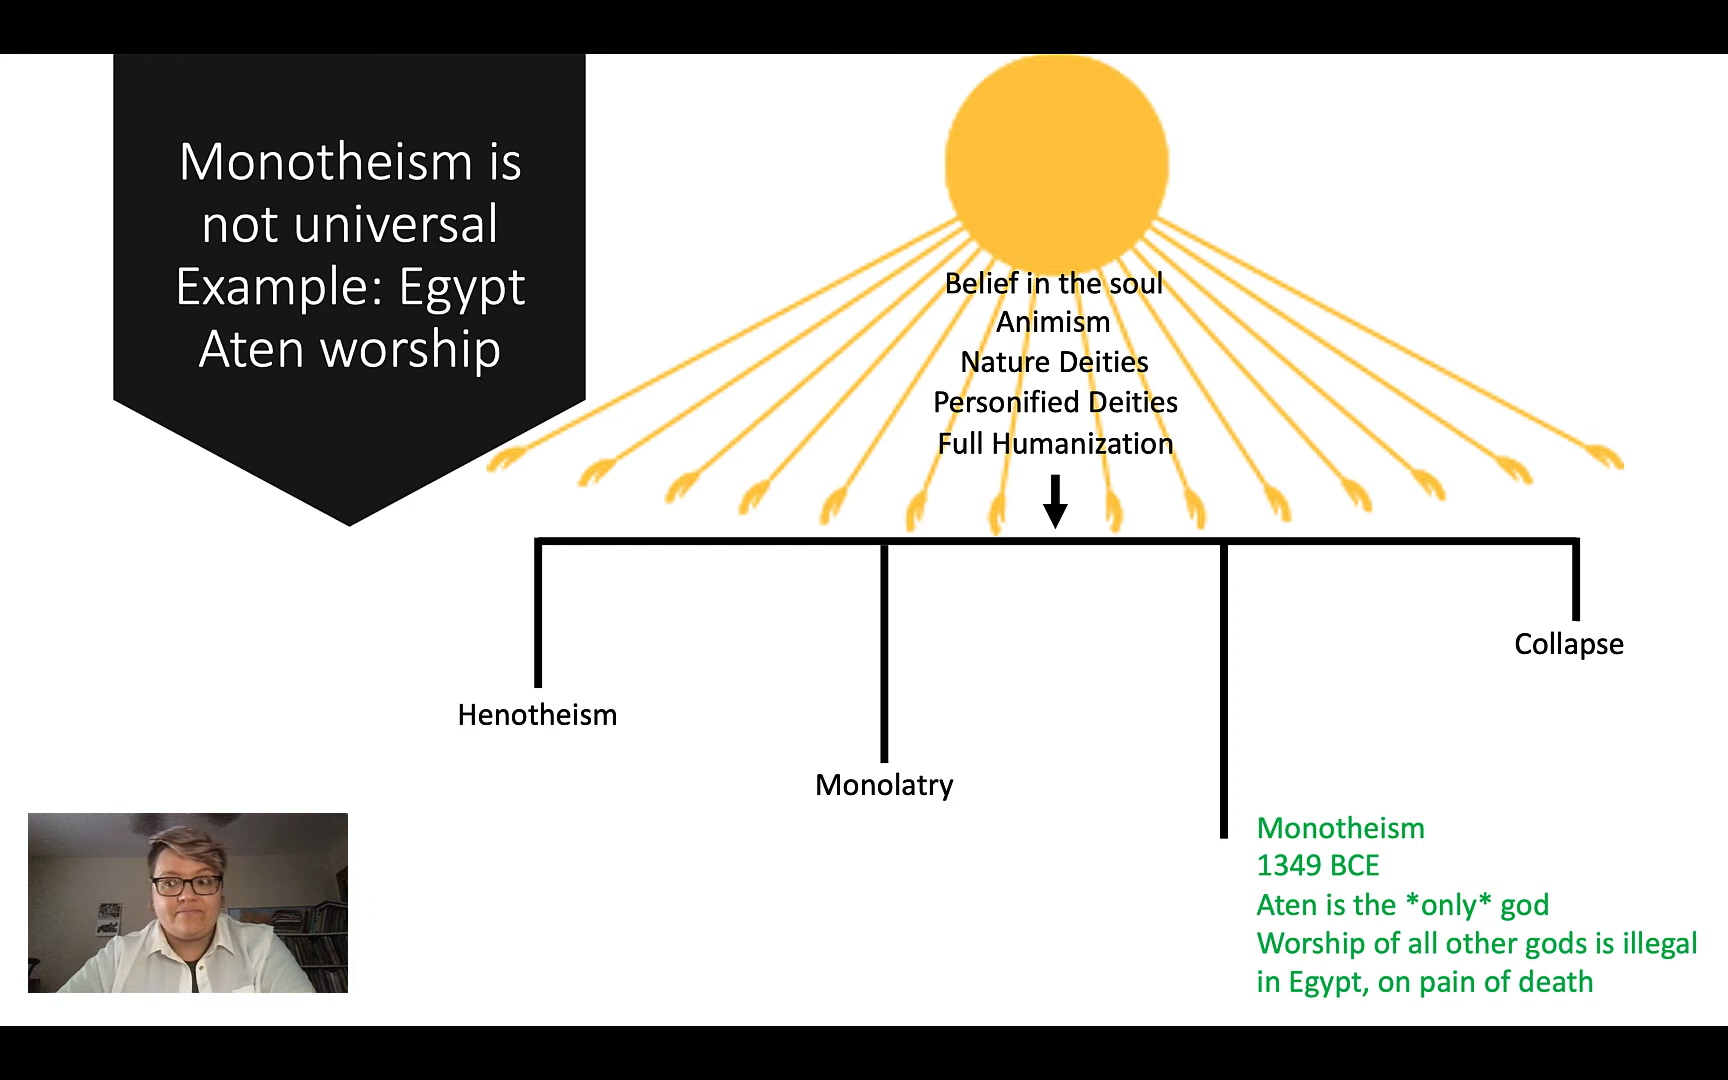 Monotheism is
not universal
Example: Egypt
Aten worship
Belief in the soul
Animism
Nature Deities
Personified Deities
Full Humanization
Henotheism
Monolatry
Monotheism
1349 BCE
Aten is the *only* god
Worship of all other gods is illegal
in Egypt, on pain of death
Collapse